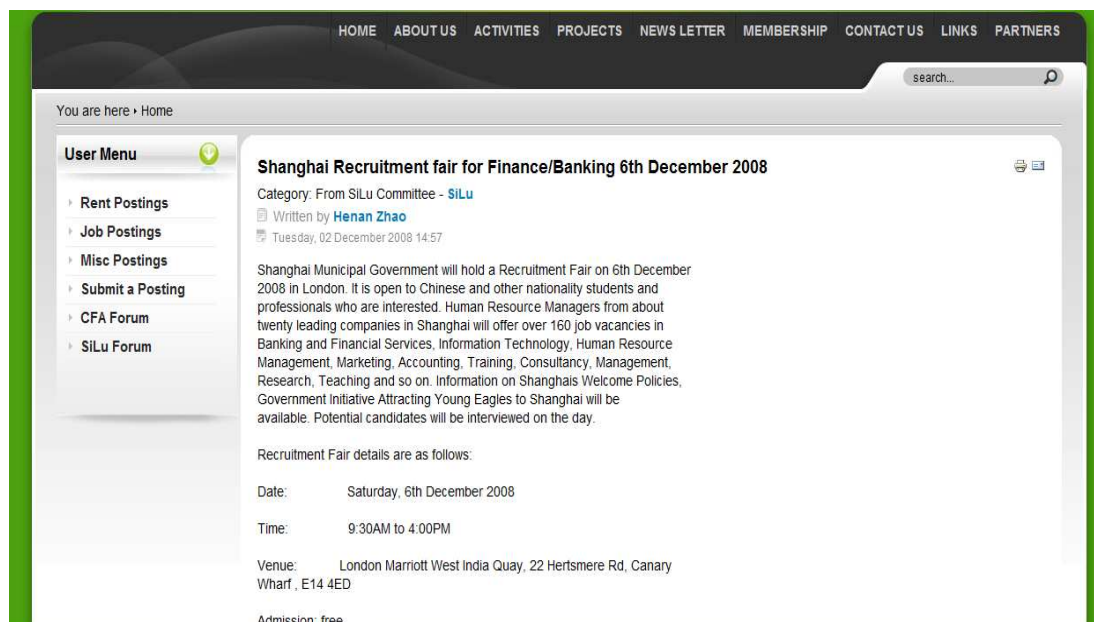 HOME ABOUT US ACTIVITIES PROJECTS NEWS LETTER MEMBERSHIP CONTACT US LINKS PARTNERS
search...
You are here Home
User Menu
Rent Postings
Job Postings
Misc Postings
Submit a Posting
CFA Forum
SiLu Forum
Shanghai Recruitment fair for Finance/Banking 6th December 2008
Category: From SiLu Committee - SiLu
Written by Henan Zhao
Tuesday, 02 December 2008 14:57
Shanghai Municipal Government will hold a Recruitment Fair on 6th December
2008 in London. It is open to Chinese and other nationality students and
professionals who are interested. Human Resource Managers from about
twenty leading companies in Shanghai will offer over 160 job vacancies in
Banking and Financial Services, Information Technology, Human Resource
Management, Marketing, Accounting, Training, Consultancy, Management,
Research, Teaching and so on. Information on Shanghais Welcome Policies,
Government Initiative Attracting Young Eagles to Shanghai will be
available. Potential candidates will be interviewed on the day.
Recruitment Fair details are as follows:
Date: Saturday, 6th December 2008
Time: 9:30AM to 4:00PM
Venue: London Marriott West India Quay, 22 Hertsmere Rd, Canary
Wharf , E14 4ED
Admission: free